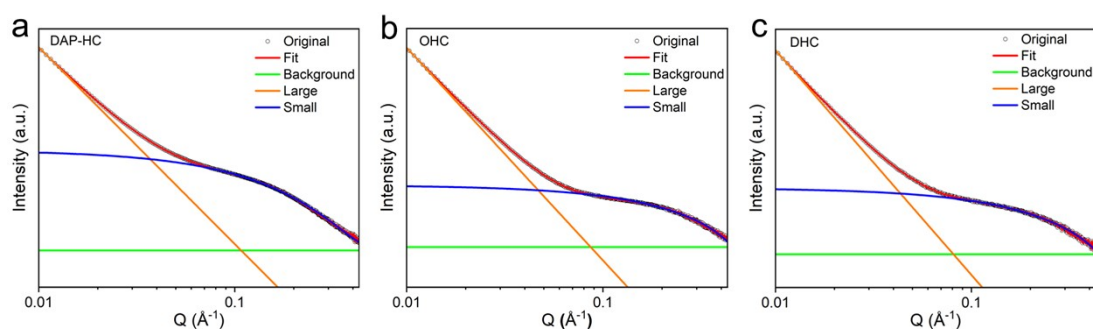 a
DAP-HC
Original
Fit
Background
Large
Small
Intensity (a.u.)
0.01
0.1
Q (Å⁻¹)
b
OHC
Original
Fit
Background
Large
Small
Intensity (a.u.)
0.01
0.1
Q (Å⁻¹)
c
DHC
Original
Fit
Background
Large
Small
Intensity (a.u.)
0.01
0.1
Q (Å⁻¹)